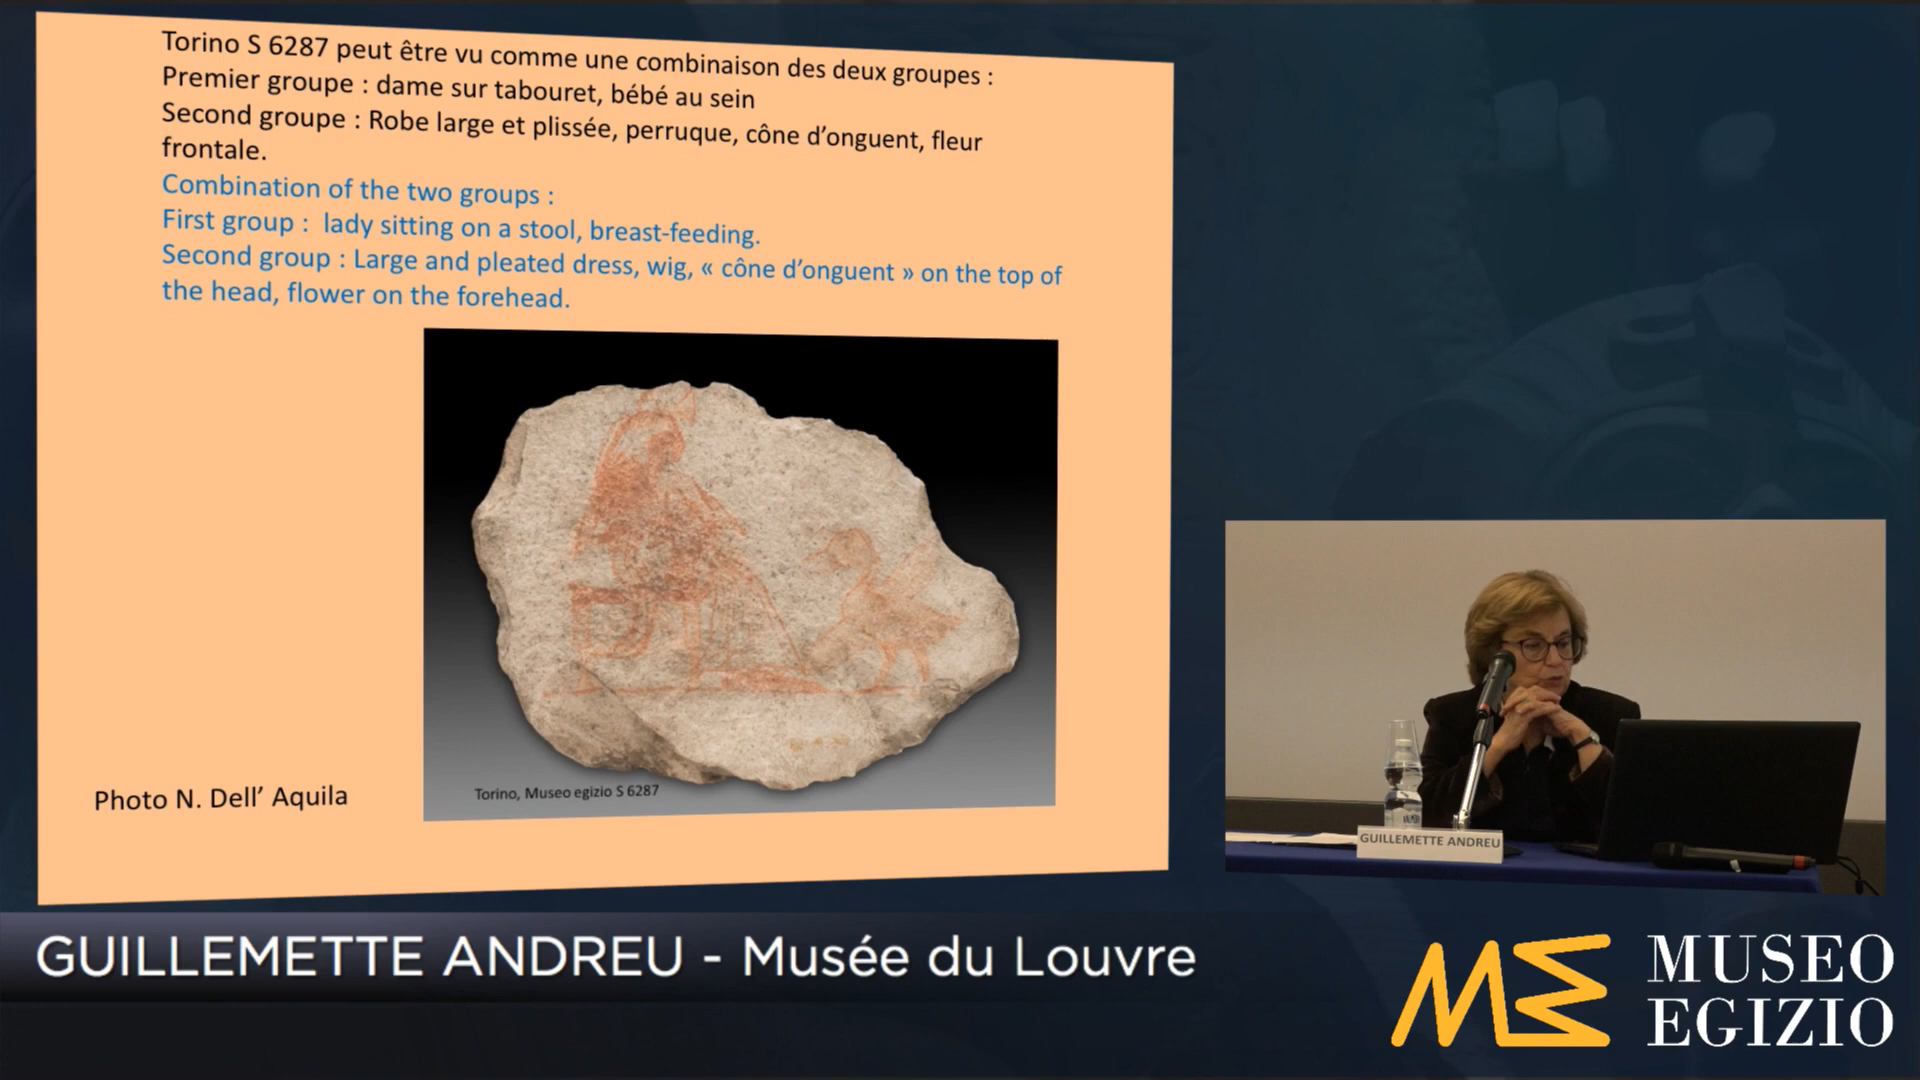 Torino S 6287 peut être vu comme une combinaison des deux groupes :
Premier groupe : dame sur tabouret, bébé au sein
Second groupe : Robe large et plissée, perruque, cône d’onguent, fleur
frontale.
Combination of the two groups :
First group :  lady sitting on a stool, breast-feeding.
Second group : Large and pleated dress, wig, « cône d’onguent » on the top of
the head, flower on the forehead.
Photo N. Dell’ Aquila
Torino, Museo egizio S 6287
GUILLEMETTE ANDREU
GUILLEMETTE ANDREU - Musée du Louvre
ME
MUSEO
EGIZIO